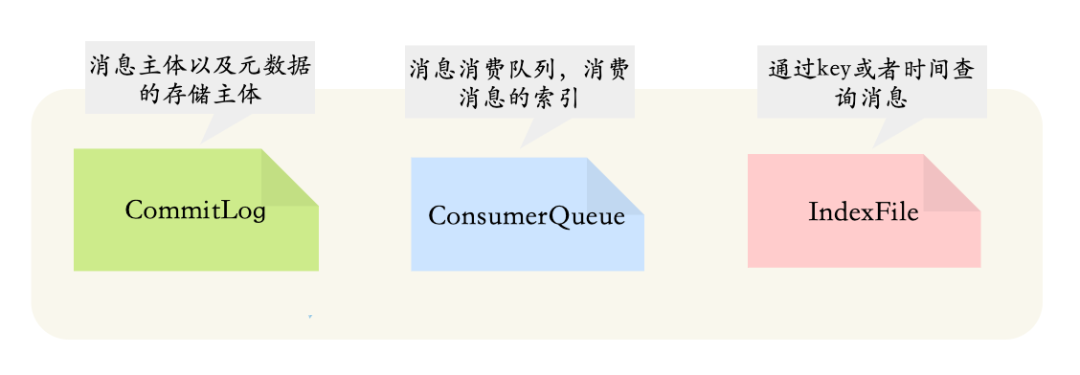 消息主体以及元数据
的存储主体
消息消费队列，消费
消息的索引
通过key或者时间查
询消息
CommitLog
ConsumerQueue
IndexFile